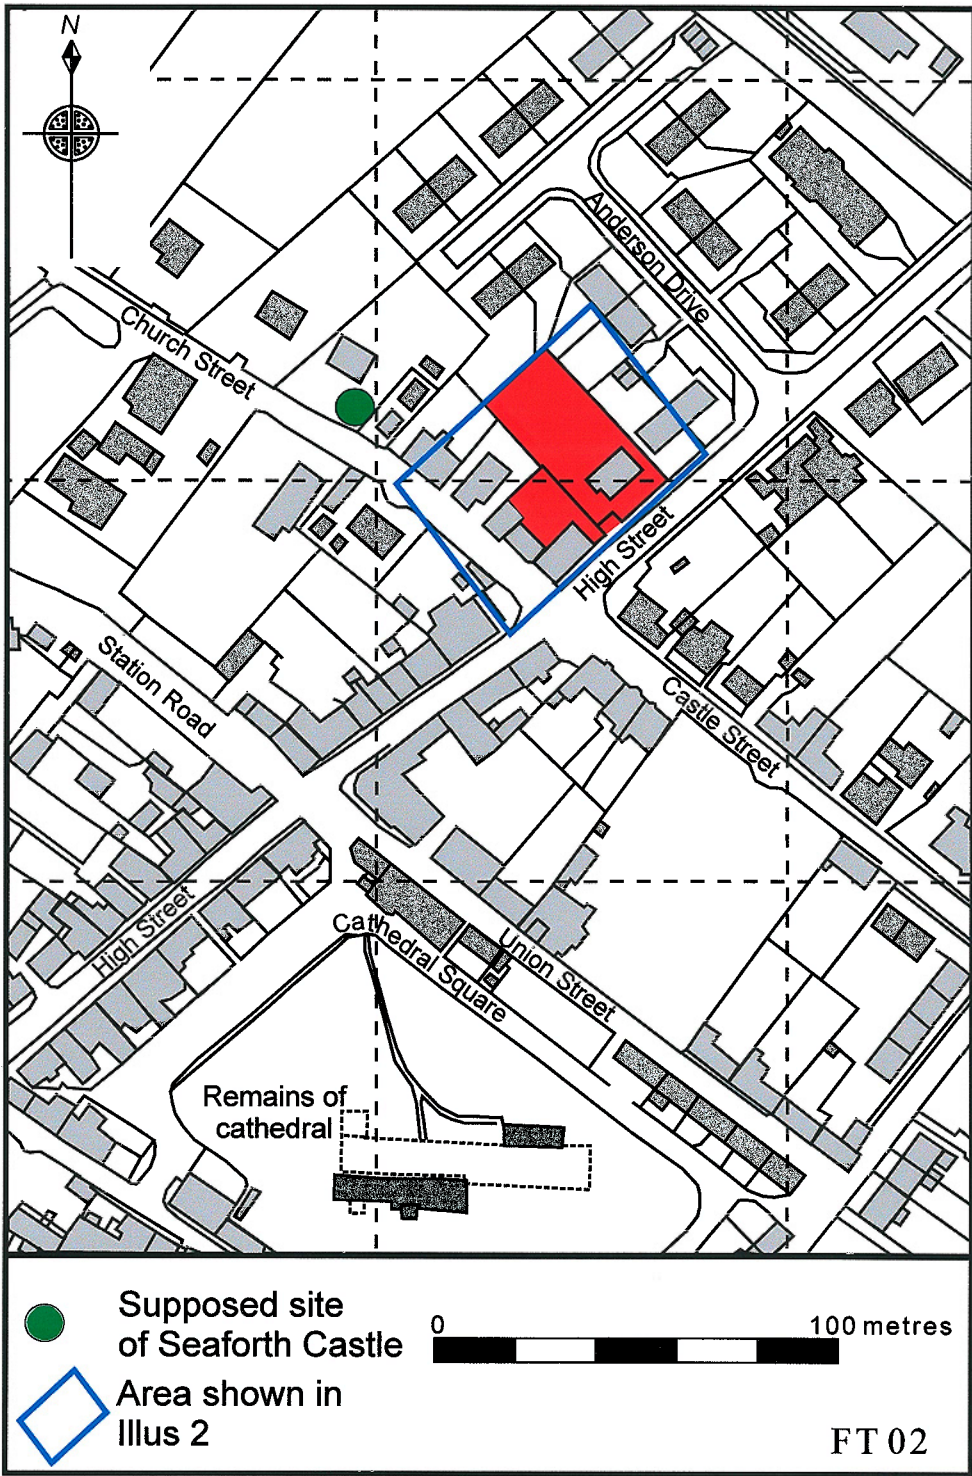 N
Anderson Drive
Church Street
High Street
Station Road
Castle Street
High Street
Cathedral Square
Union Street
Remains of
cathedral
Supposed site
of Seaforth Castle
0
100 metres
Area shown in
Illus 2
FT 02